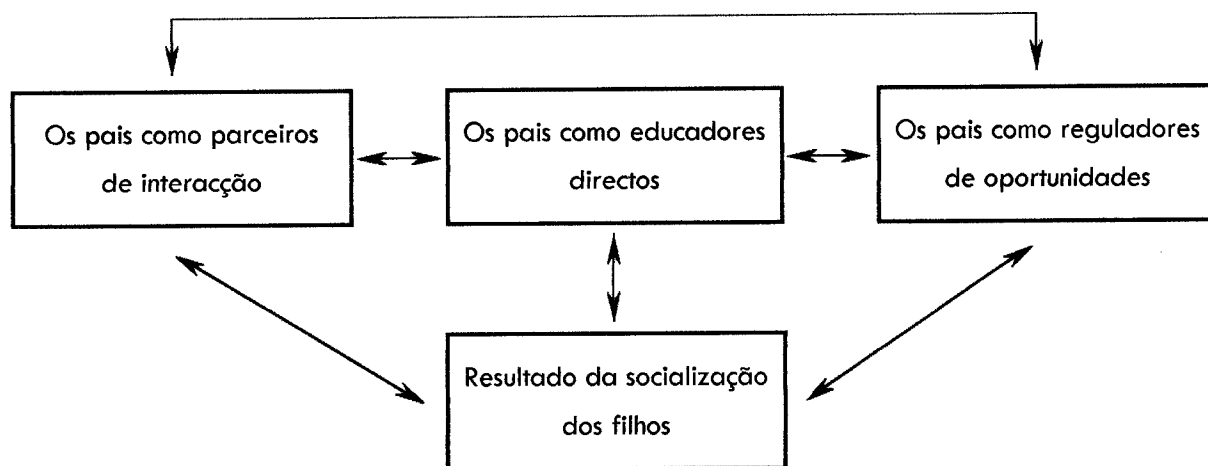 Os pais como parceiros
de interacção
Os pais como educadores
directos
Os pais como reguladores
de oportunidades
Resultado da socialização
dos filhos